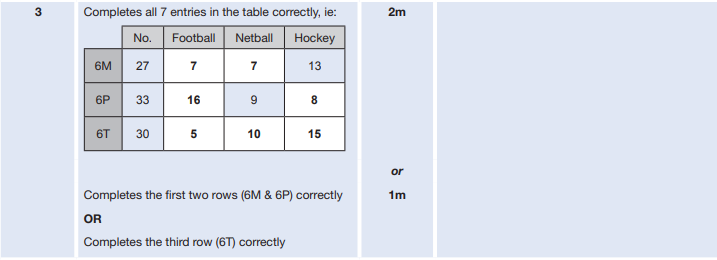 3 Completes all 7 entries in the table correctly, ie: 2m
No. Football Netball Hockey
6M 27 7 7 13
6P 33 16 9 8
6T 30 5 10 15
or
Completes the first two rows (6M & 6P) correctly 1m
OR
Completes the third row (6T) correctly